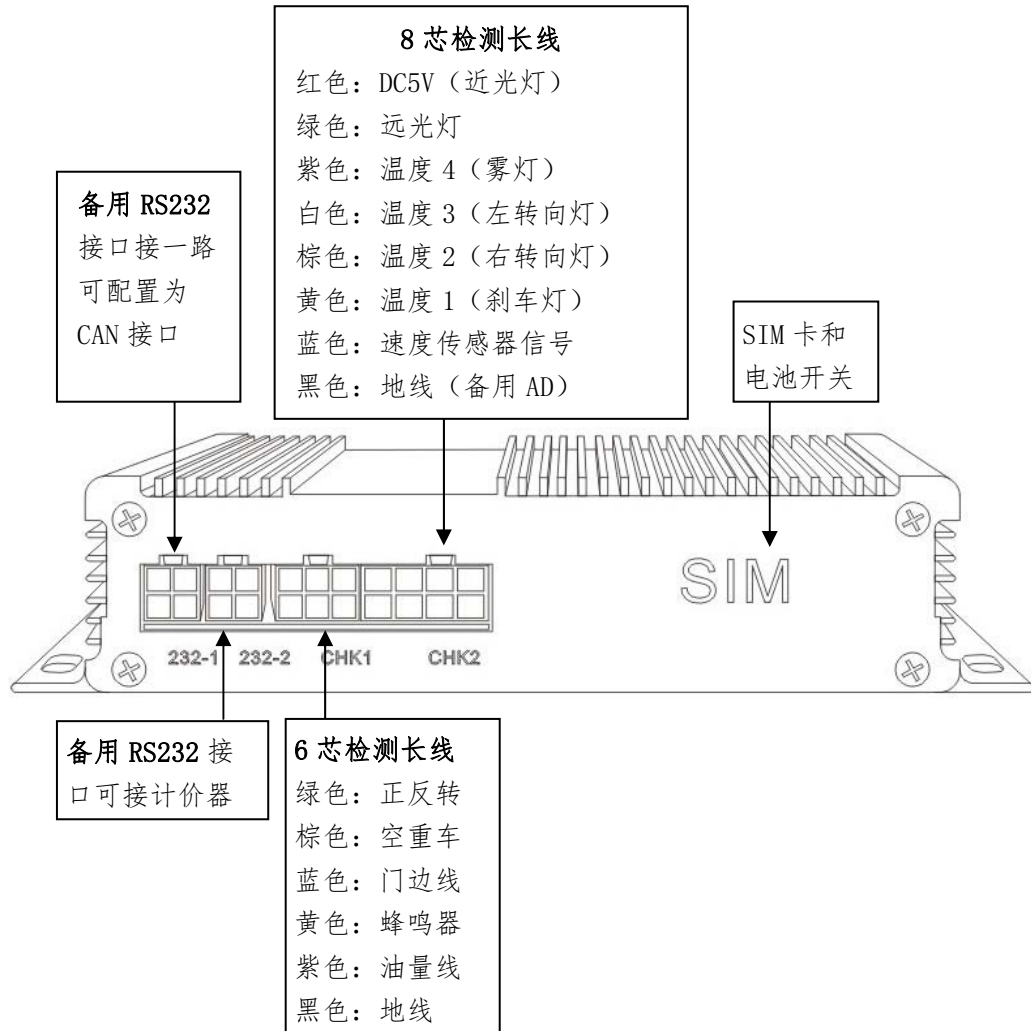 8 芯检测长线
红色：DC5V（近光灯）
绿色：远光灯
紫色：温度 4（雾灯）
白色：温度 3（左转向灯）
棕色：温度 2（右转向灯）
黄色：温度 1（刹车灯）
蓝色：速度传感器信号
黑色：地线（备用 AD）
备用 RS232
接口接一路
可配置为
CAN 接口
SIM 卡和
电池开关
SIM
232-1 232-2 CHK1 CHK2
备用 RS232 接
口可接计价器
6 芯检测长线
绿色：正反转
棕色：空重车
蓝色：门边线
黄色：蜂鸣器
紫色：油量线
黑色：地线